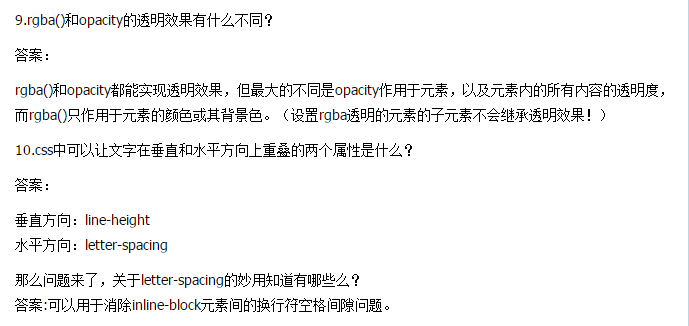 9.rgba()和opacity的透明效果有什么不同？
答案：
rgba()和opacity都能实现透明效果，但最大的不同是opacity作用于元素，以及元素内的所有内容的透明度，
而rgba()只作用于元素的颜色或其背景色。（设置rgba透明的元素的子元素不会继承透明效果！）
10.css中可以让文字在垂直和水平方向上重叠的两个属性是什么？
答案：
垂直方向：line-height
水平方向：letter-spacing
那么问题来了，关于letter-spacing的妙用知道有哪些么？
答案:可以用于消除inline-block元素间的换行符空格间隙问题。